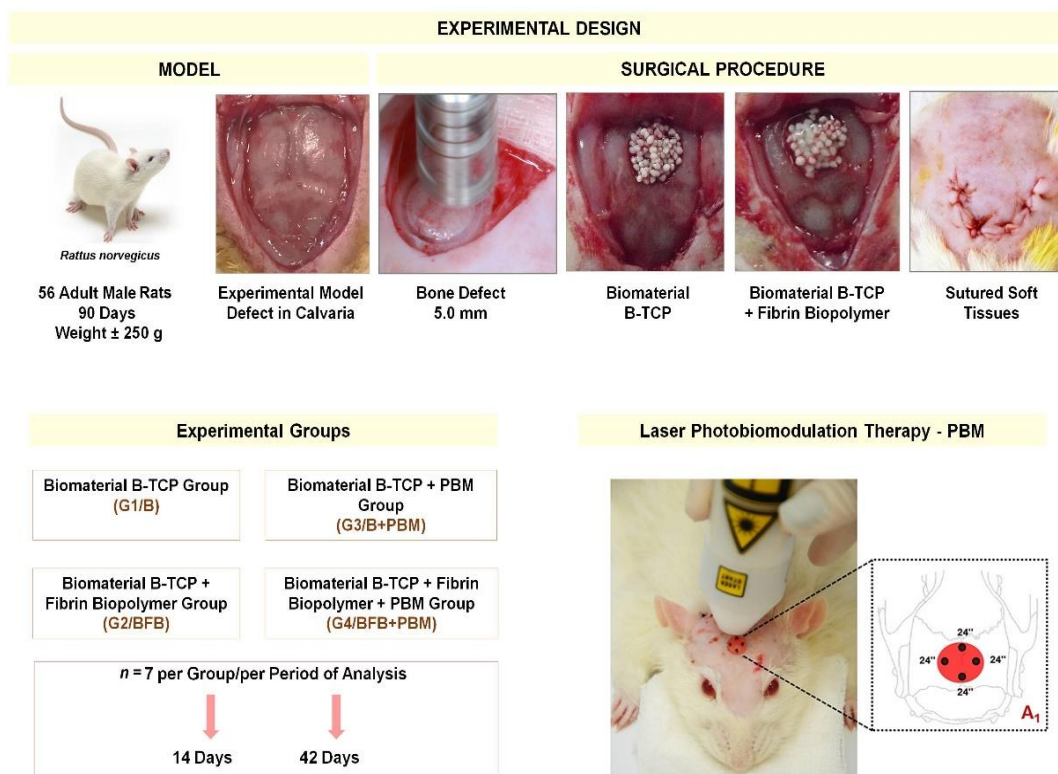 EXPERIMENTAL DESIGN
MODEL
SURGICAL PROCEDURE
Rattus norvegicus
56 Adult Male Rats
90 Days
Weight ± 250 g
Experimental Model
Defect in Calvaria
Bone Defect
5.0 mm
Biomaterial
B-TCP
Biomaterial B-TCP
+ Fibrin Biopolymer
Sutured Soft
Tissues
Experimental Groups
Biomaterial B-TCP Group
(G1/B)
Biomaterial B-TCP + PBM
Group
(G3/B+PBM)
Biomaterial B-TCP +
Fibrin Biopolymer Group
(G2/BFB)
Biomaterial B-TCP + Fibrin
Biopolymer + PBM Group
(G4/BFB+PBM)
n = 7 per Group/per Period of Analysis
14 Days
42 Days
Laser Photobiomodulation Therapy - PBM
24"
24"
24"
24"
A1